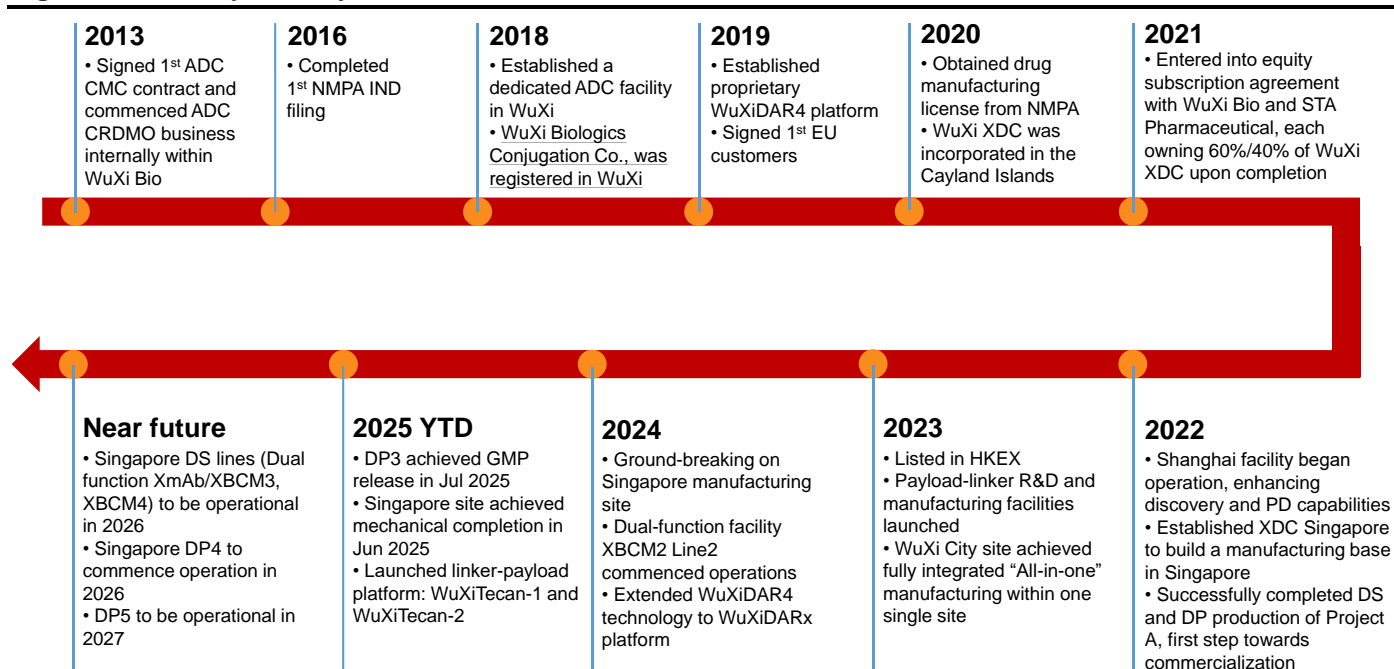 2013
• Signed 1st ADC
CMC contract and
commenced ADC
CRDMO business
internally within
WuXi Bio
2016
• Completed
1st NMPA IND
filing
2018
• Established a
dedicated ADC facility
in WuXi
• WuXi Biologics
Conjugation Co., was
registered in WuXi
2019
• Established
proprietary
WuXiDAR4 platform
• Signed 1st EU
customers
2020
• Obtained drug
manufacturing
license from NMPA
• WuXi XDC was
incorporated in the
Cayland Islands
2021
• Entered into equity
subscription agreement
with WuXi Bio and STA
Pharmaceutical, each
owning 60%/40% of WuXi
XDC upon completion
Near future
• Singapore DS lines (Dual
function XmAb/XBCM3,
XBCM4) to be operational
in 2026
• Singapore DP4 to
commence operation in
2026
• DP5 to be operational in
2027
2025 YTD
• DP3 achieved GMP
release in Jul 2025
• Singapore site achieved
mechanical completion in
Jun 2025
• Launched linker-payload
platform: WuXiTecan-1 and
WuXiTecan-2
2024
• Ground-breaking on
Singapore manufacturing
site
• Dual-function facility
XBCM2 Line2
commenced operations
• Extended WuXiDAR4
technology to WuXiDARx
platform
2023
• Listed in HKEX
• Payload-linker R&D and
manufacturing facilities
launched
• WuXi City site achieved
fully integrated “All-in-one”
manufacturing within one
single site
2022
• Shanghai facility began
operation, enhancing
discovery and PD capabilities
• Established XDC Singapore
to build a manufacturing base
in Singapore
• Successfully completed DS
and DP production of Project
A, first step towards
commercialization